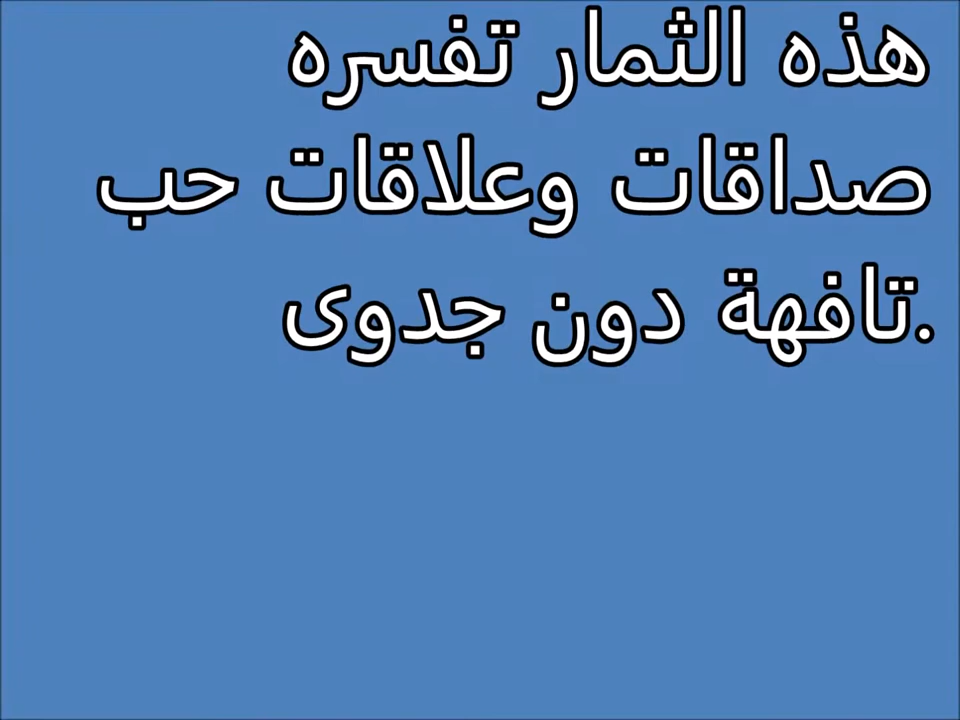 هذه الثمار تفسره
صداقات وعلاقات حب
.تافهة دون جدوى